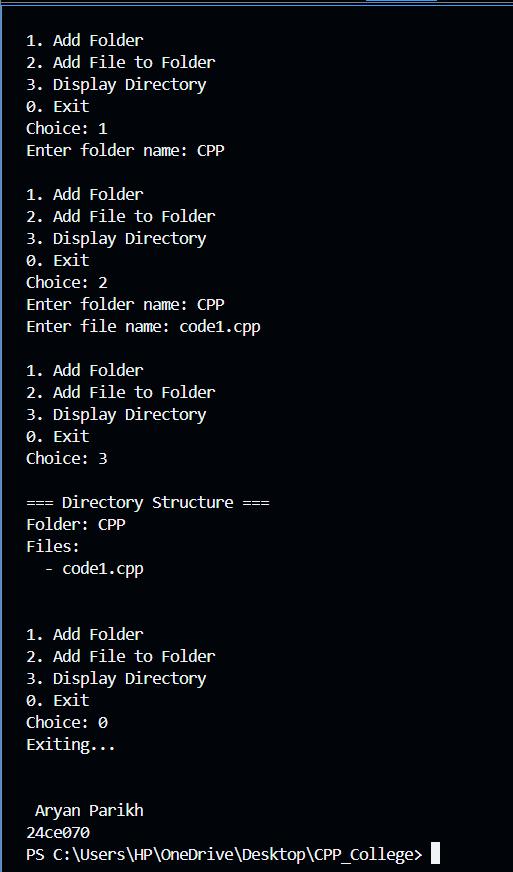 1. Add Folder
2. Add File to Folder
3. Display Directory
0. Exit
Choice: 1
Enter folder name: CPP
1. Add Folder
2. Add File to Folder
3. Display Directory
0. Exit
Choice: 2
Enter folder name: CPP
Enter file name: code1.cpp
1. Add Folder
2. Add File to Folder
3. Display Directory
0. Exit
Choice: 3
=== Directory Structure ===
Folder: CPP
Files:
- code1.cpp
1. Add Folder
2. Add File to Folder
3. Display Directory
0. Exit
Choice: 0
Exiting...
Aryan Parikh
24ce070
PS C:\Users\HP\OneDrive\Desktop\CPP_College>